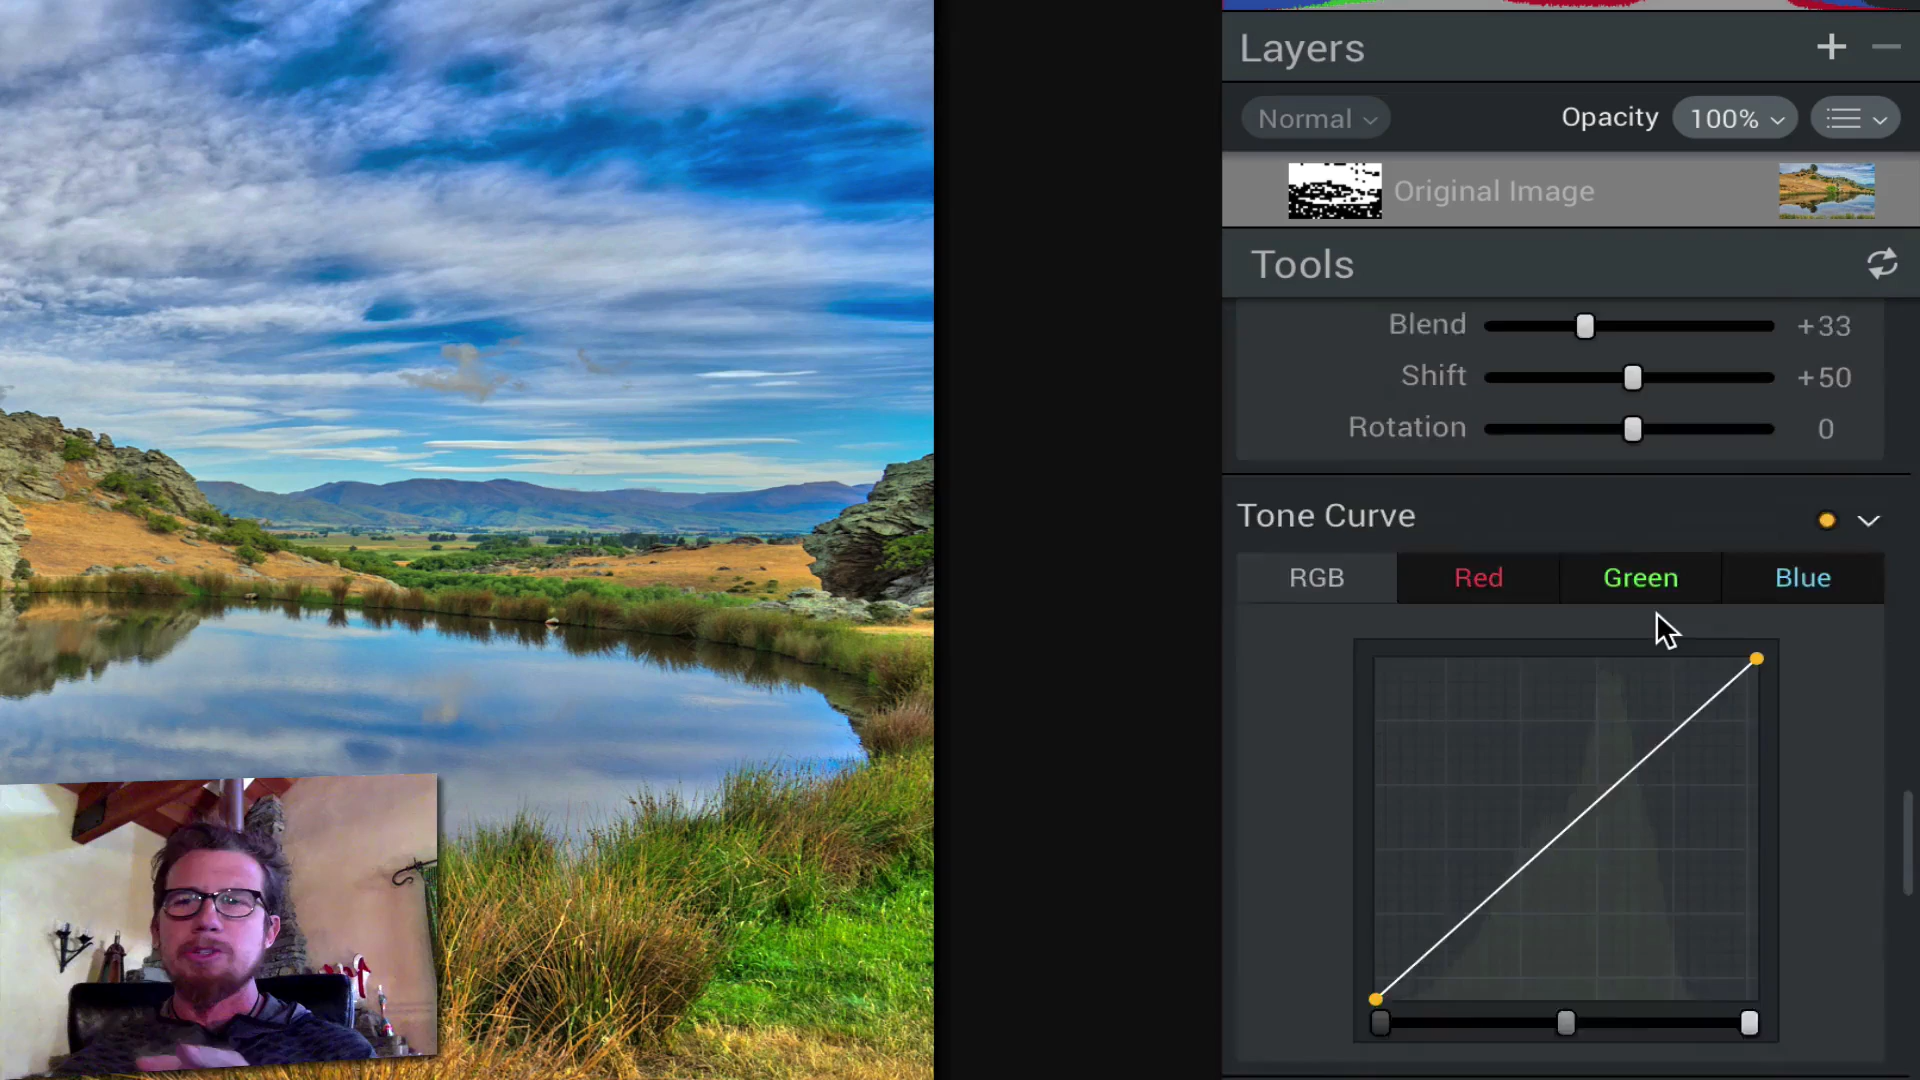 Layers
Normal
Opacity 100%
Original Image
Tools
Blend +33
Shift +50
Rotation 0
Tone Curve
RGB Red Green Blue